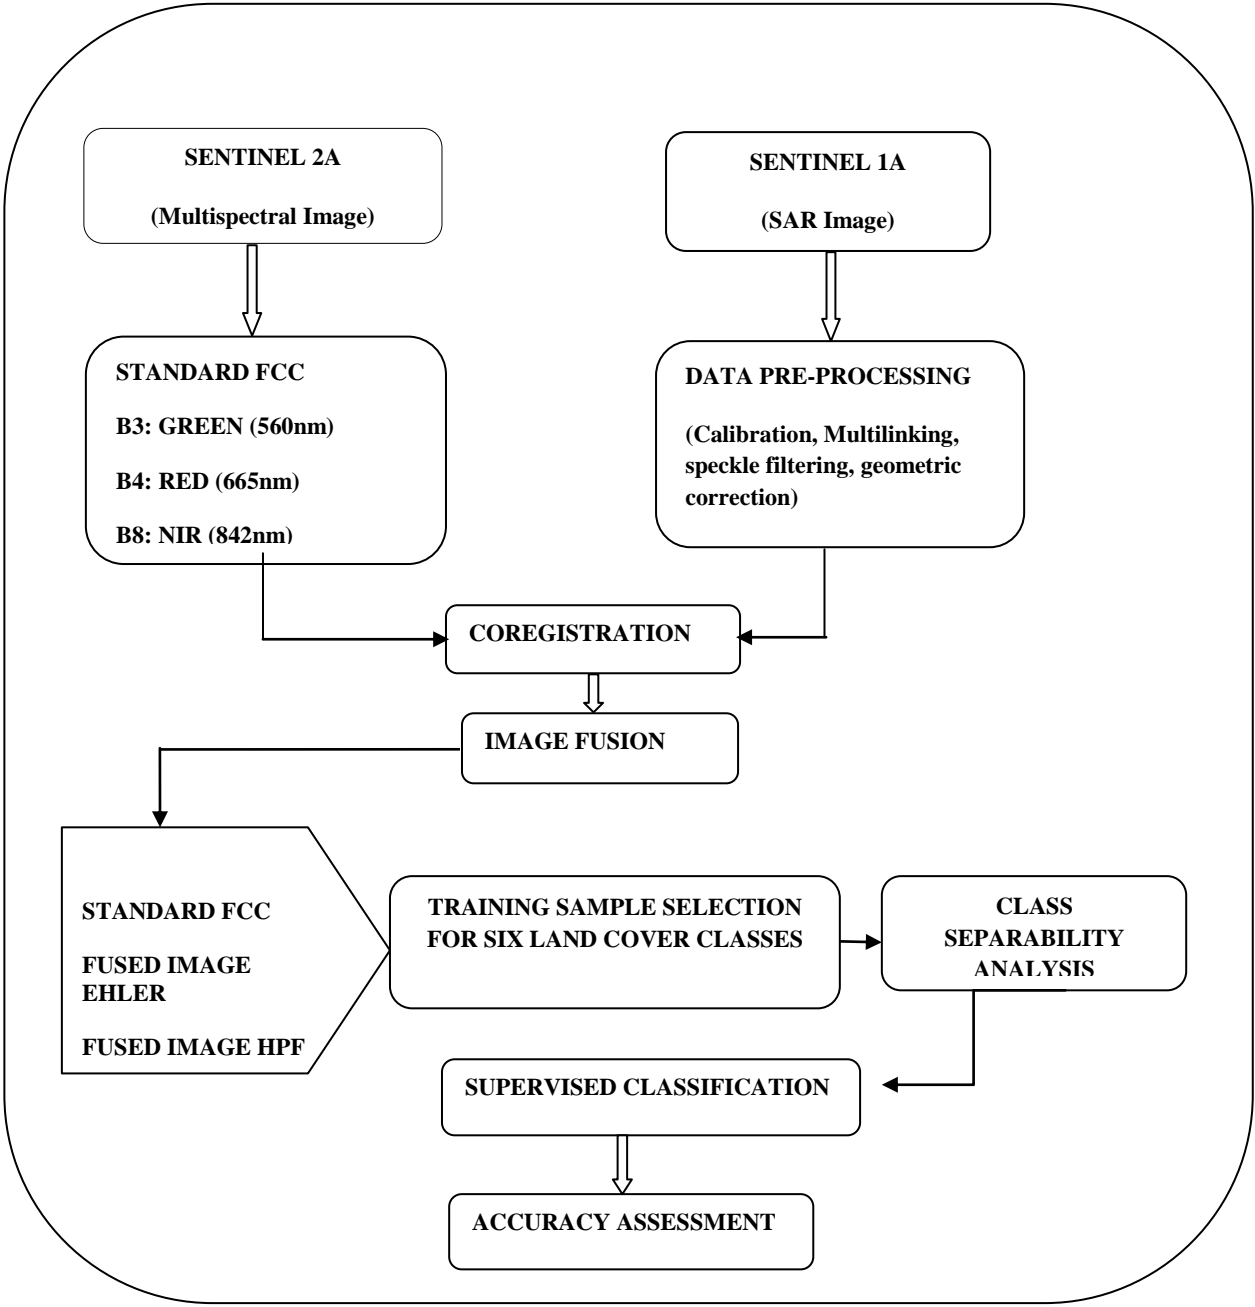 SENTINEL 2A
(Multispectral Image)
SENTINEL 1A
(SAR Image)
STANDARD FCC
B3: GREEN (560nm)
B4: RED (665nm)
B8: NIR (842nm)
DATA PRE-PROCESSING
(Calibration, Multilinking,
speckle filtering, geometric
correction)
COREGISTRATION
IMAGE FUSION
STANDARD FCC
FUSED IMAGE
EHLER
FUSED IMAGE HPF
TRAINING SAMPLE SELECTION
FOR SIX LAND COVER CLASSES
CLASS
SEPARABILITY
ANALYSIS
SUPERVISED CLASSIFICATION
ACCURACY ASSESSMENT